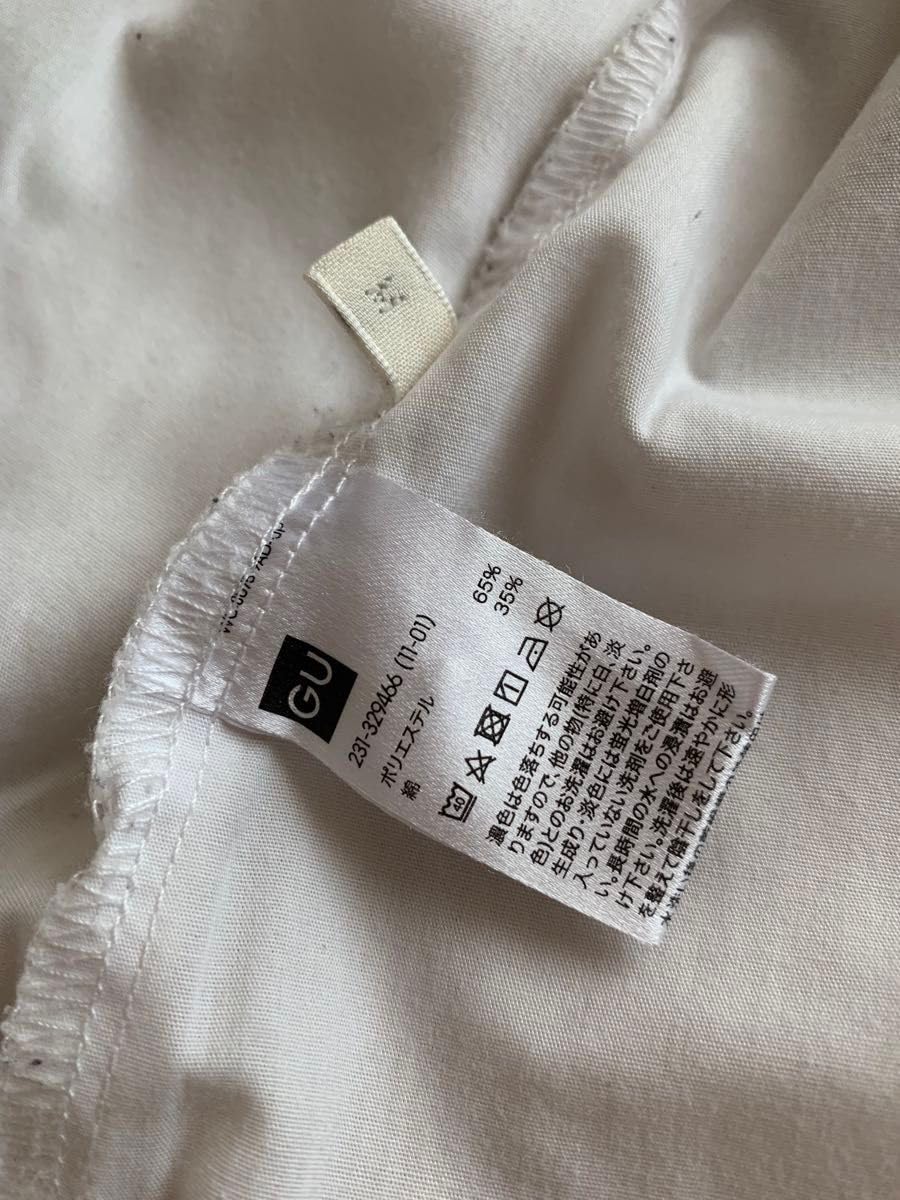 GU
231-329466 (11-01)
ポリエステル 65%
綿 35%
40
濃色は色落ちする可能性があ
りますので、他の物(特に白、淡
色)とのお洗濯はお避け下さい。
生成り・淡色には蛍光増白剤の
入っていない洗剤をご使用下さ
い。長時間の水への浸漬はお避
け下さい。洗濯後は速やかに形
を整えて陰干しをして下さい。